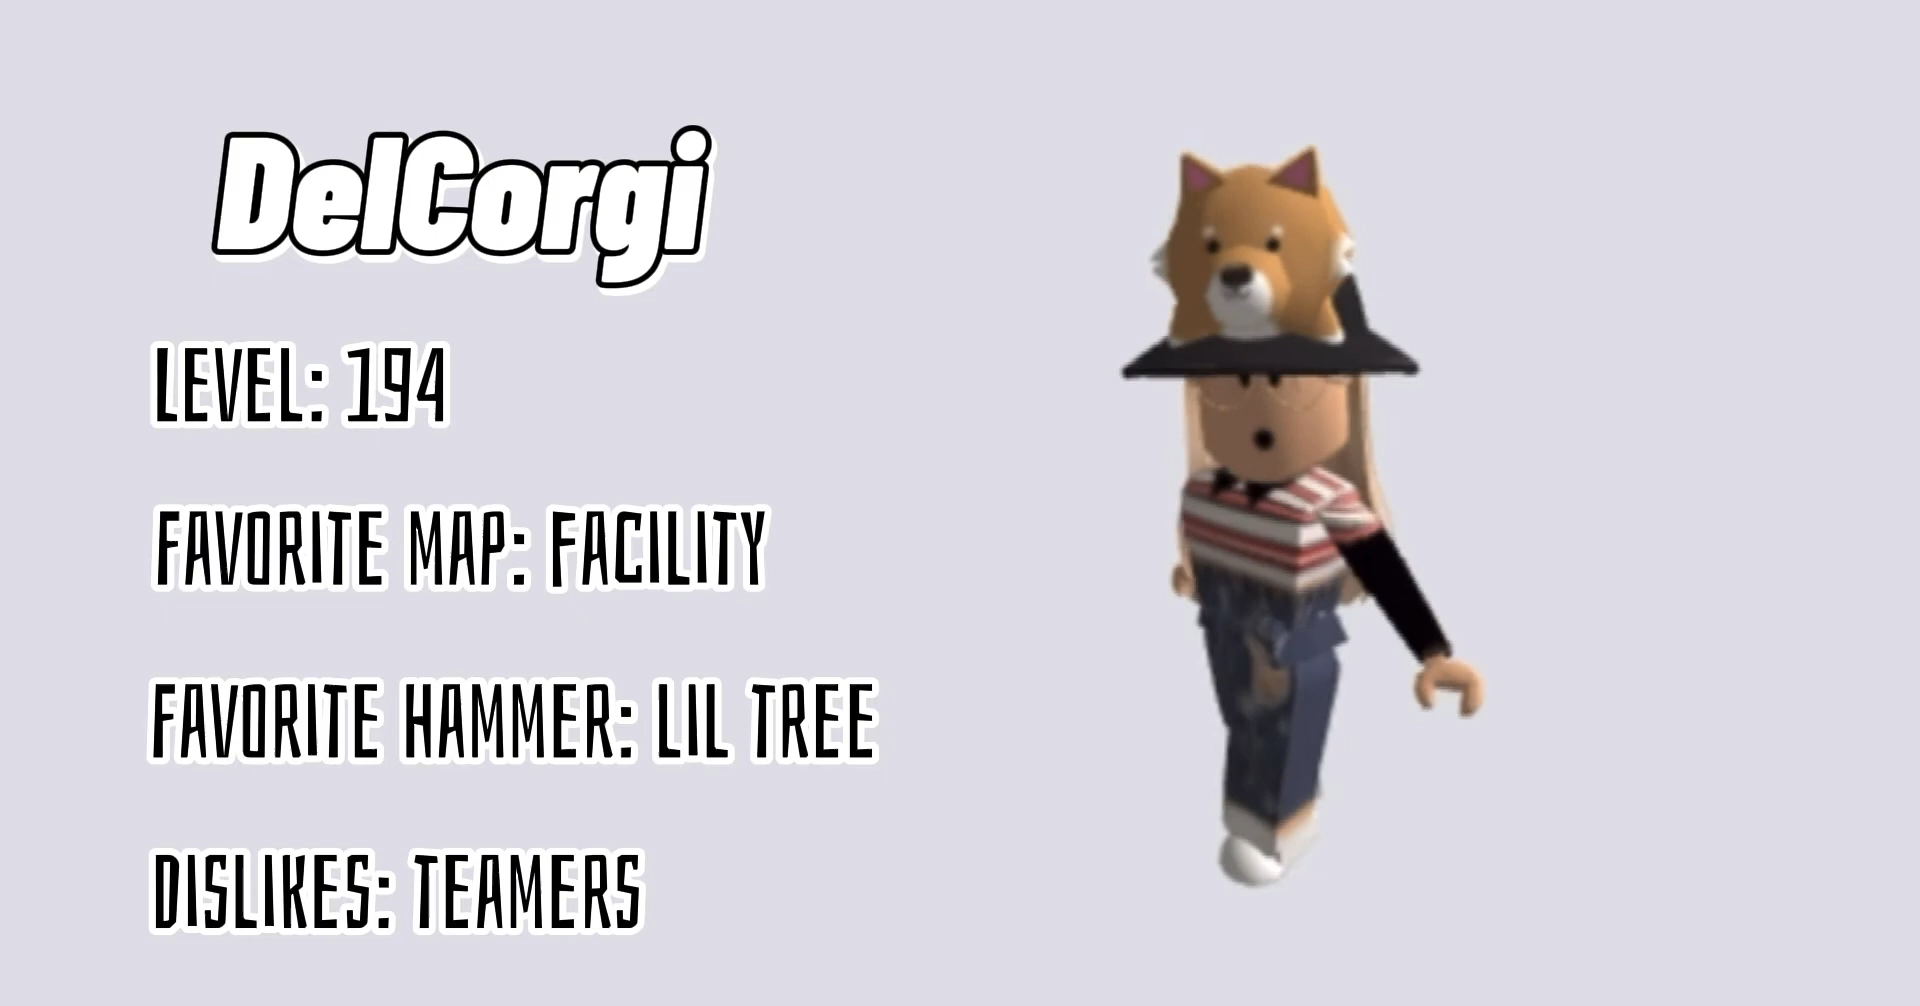 DelCorgi
LEVEL: 194
FAVORITE MAP: FACILITY
FAVORITE HAMMER: LIL TREE
DISLIKES: TEAMERS